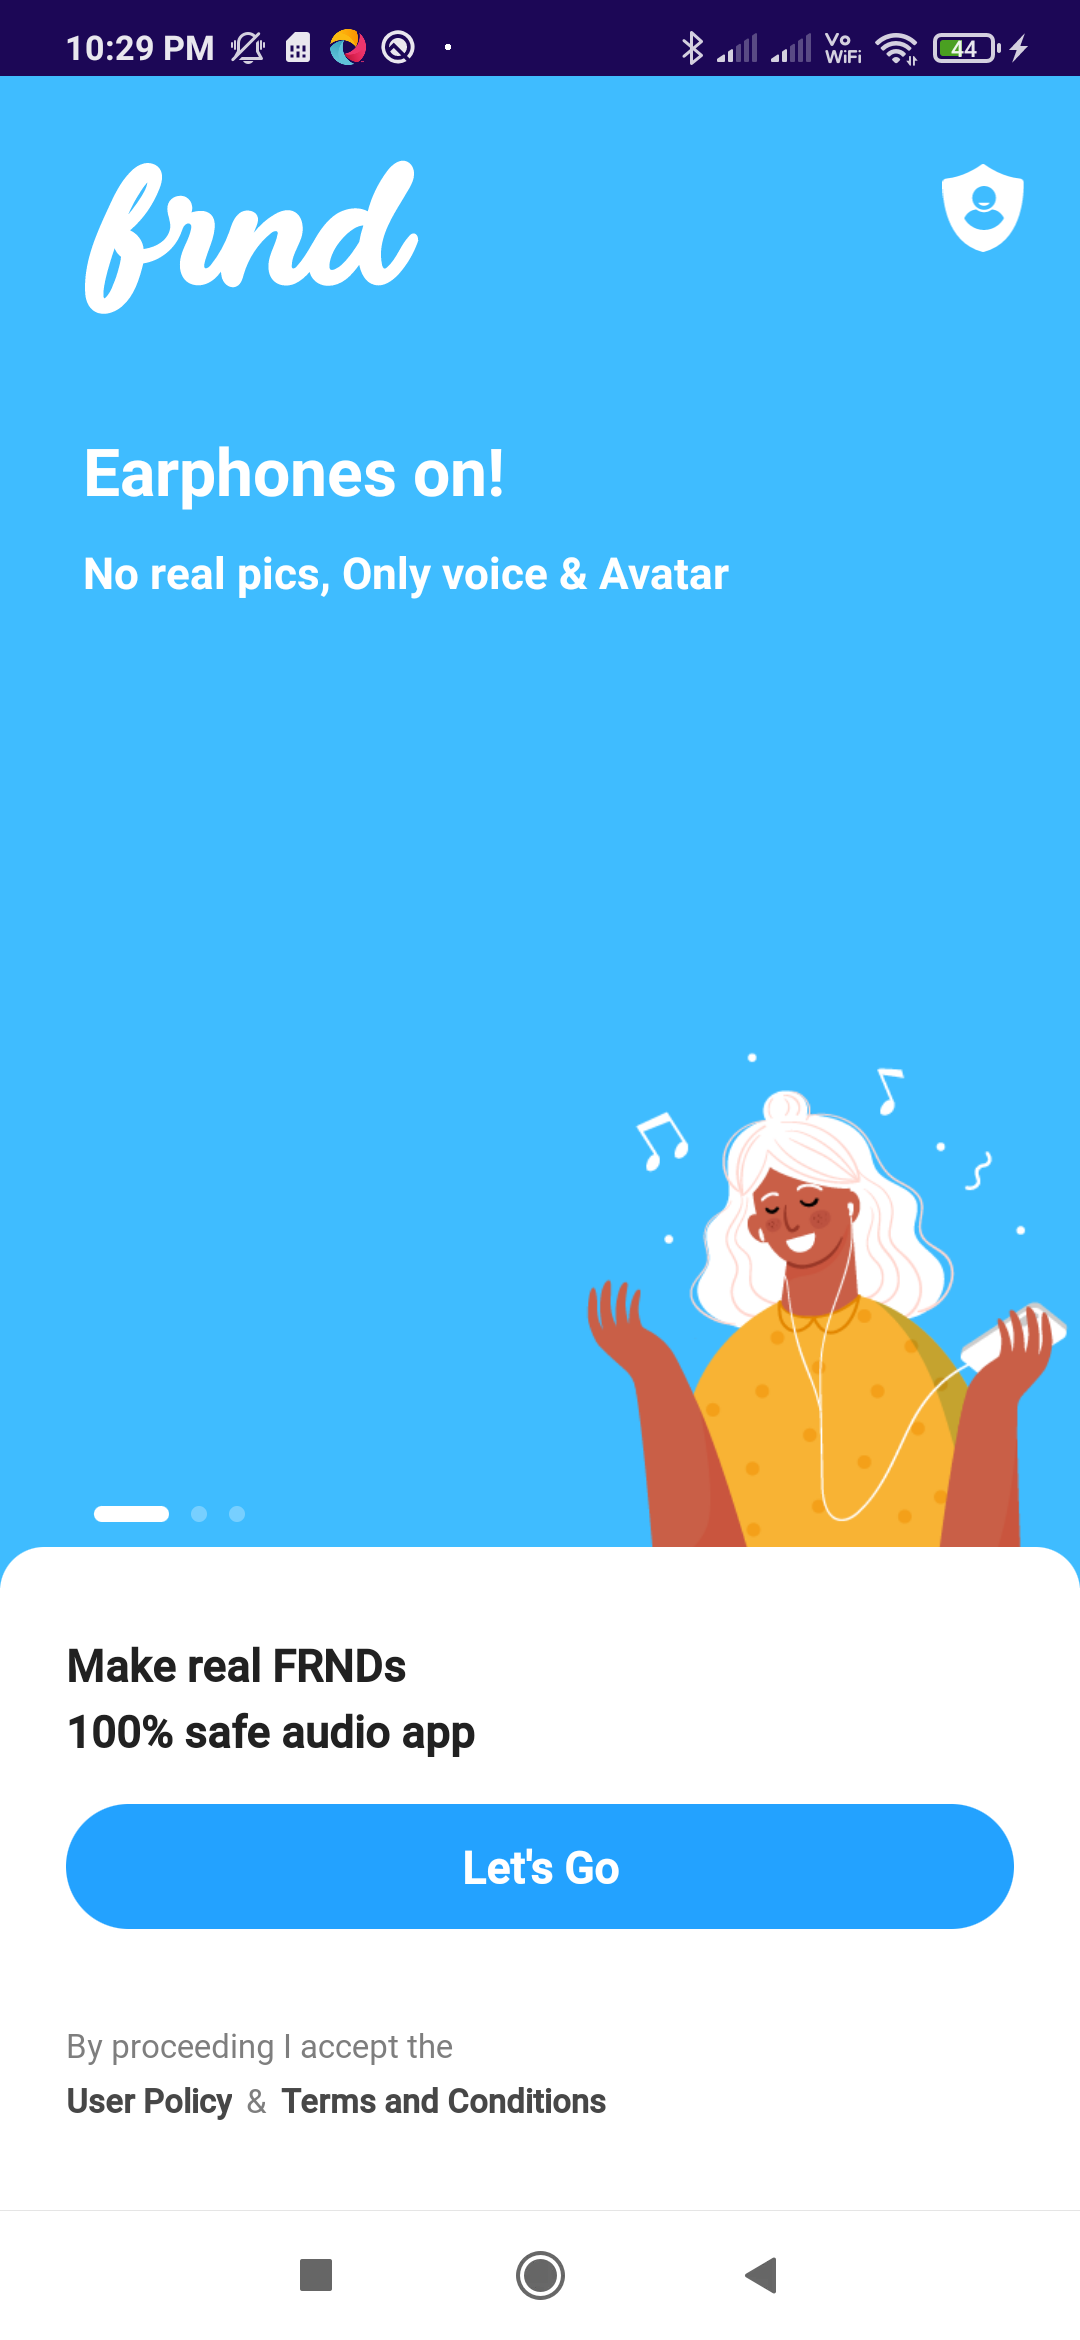 10:29 PM
Vo
WiFi
44
frnd
Earphones on!
No real pics, Only voice & Avatar
Make real FRNDs
100% safe audio app
Let's Go
By proceeding I accept the
User Policy & Terms and Conditions